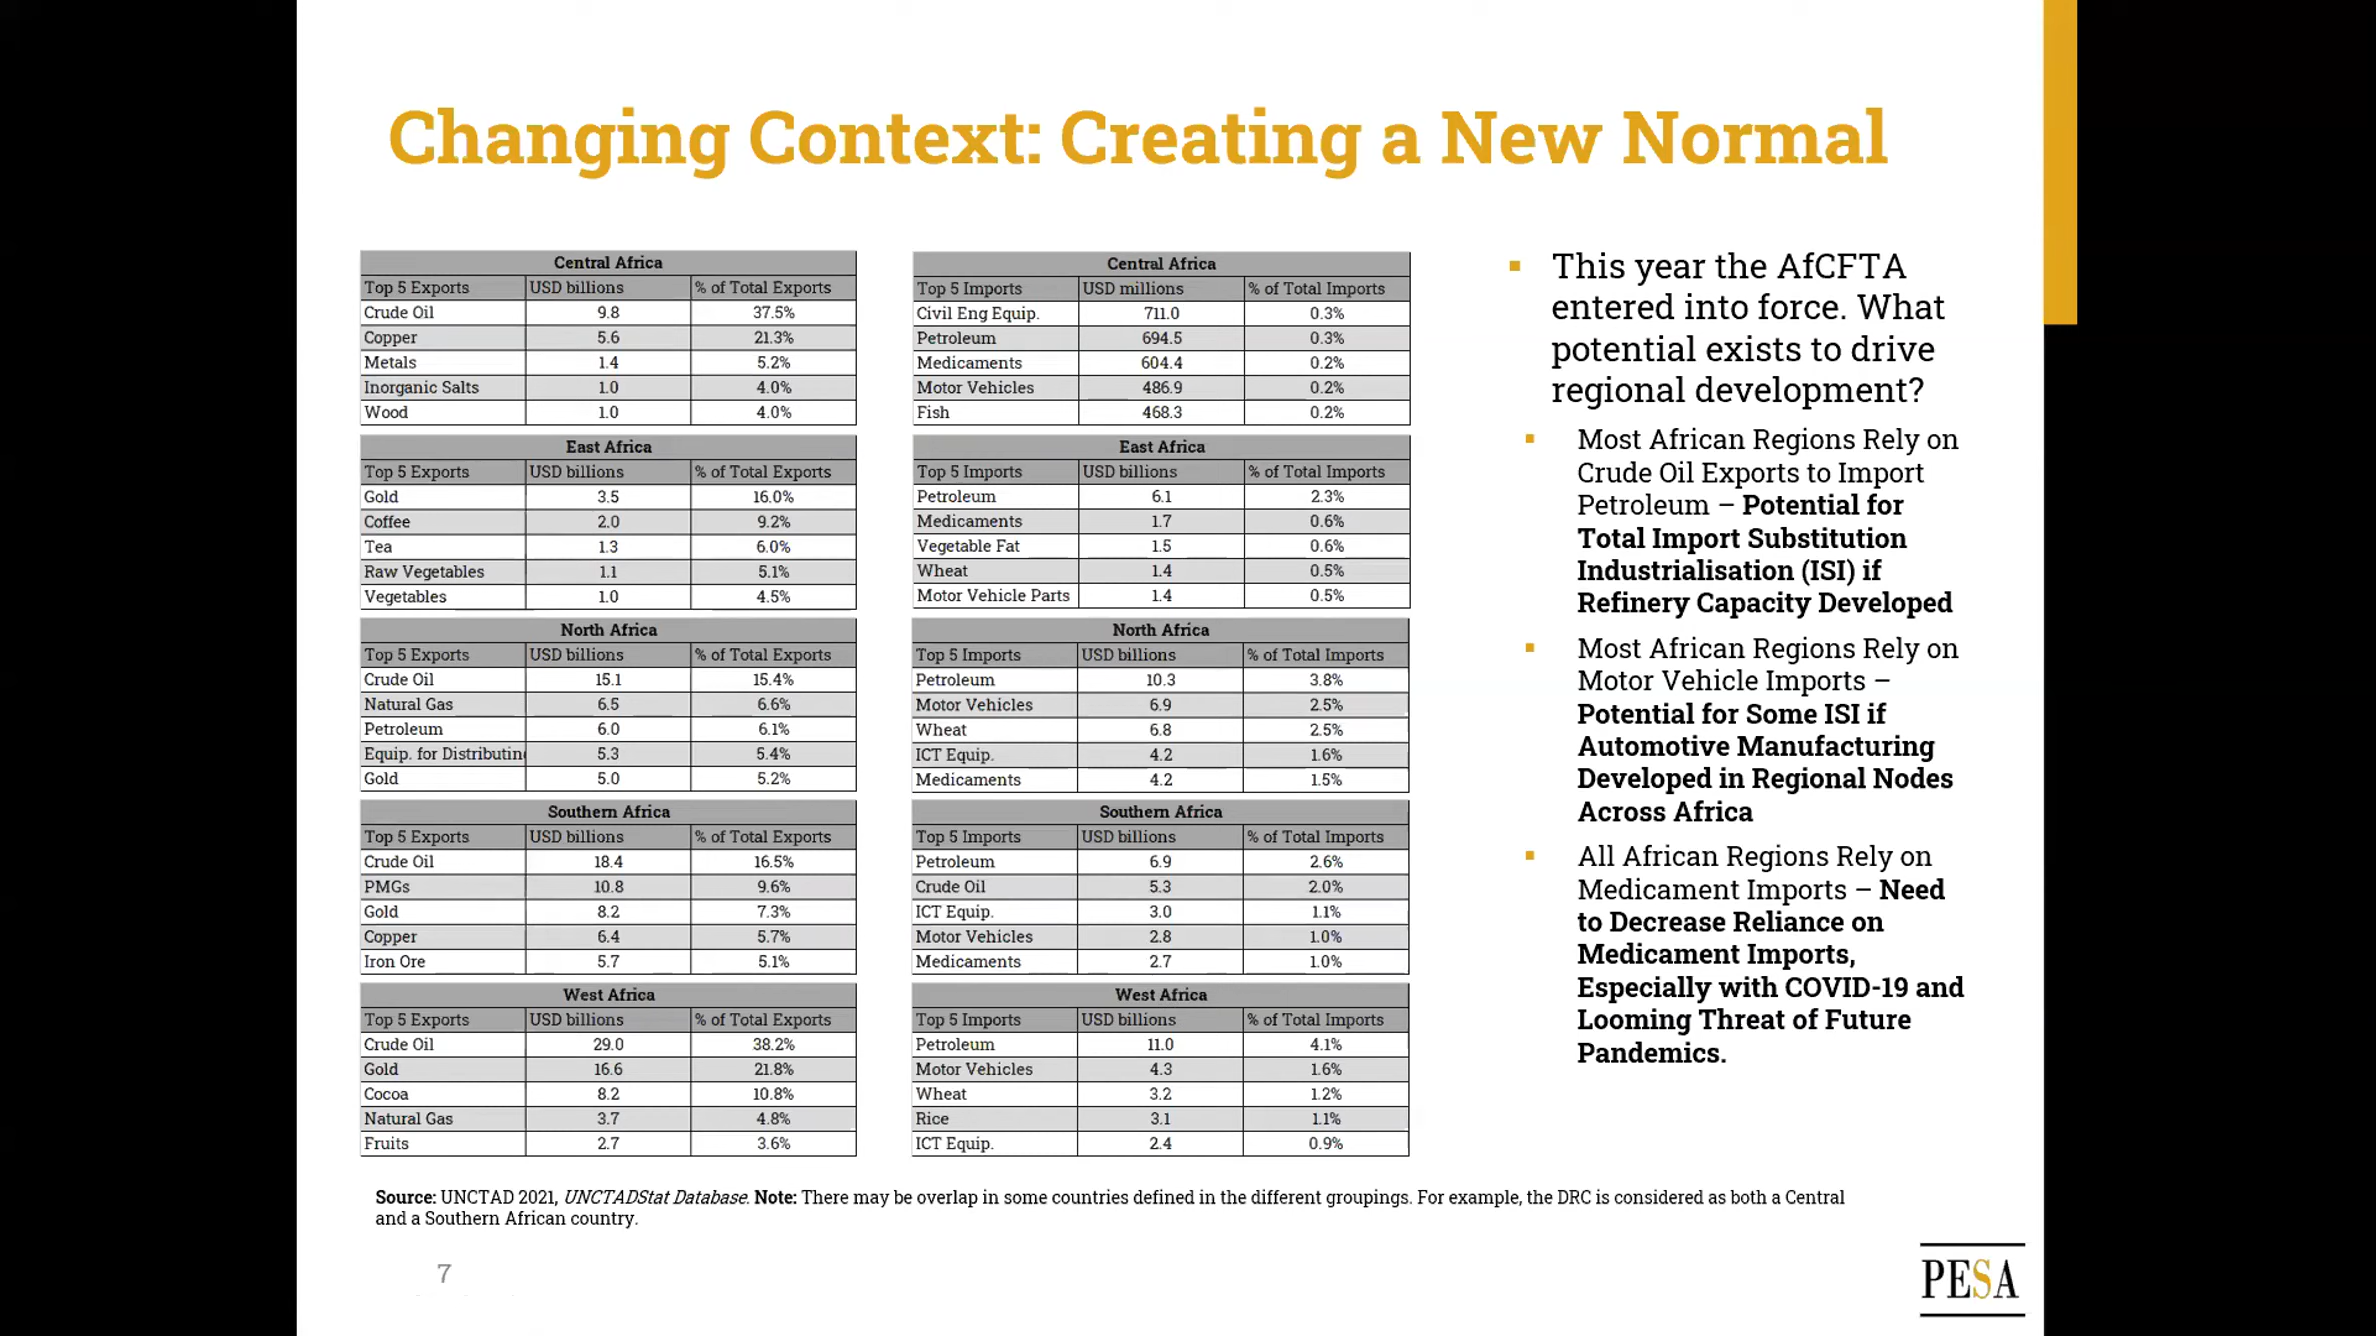 Changing Context: Creating a New Normal
Central Africa
Top 5 Exports USD billions % of Total Exports
Crude Oil 9.8 37.5%
Copper 5.6 21.3%
Metals 1.4 5.2%
Inorganic Salts 1.0 4.0%
Wood 1.0 4.0%
East Africa
Top 5 Exports USD billions % of Total Exports
Gold 3.5 16.0%
Coffee 2.0 9.2%
Tea 1.3 6.0%
Raw Vegetables 1.1 5.1%
Vegetables 1.0 4.5%
North Africa
Top 5 Exports USD billions % of Total Exports
Crude Oil 15.1 15.4%
Natural Gas 6.5 6.6%
Petroleum 6.0 6.1%
Equip. for Distributing 5.3 5.4%
Gold 5.0 5.2%
Southern Africa
Top 5 Exports USD billions % of Total Exports
Crude Oil 18.4 16.5%
PMGs 10.8 9.6%
Gold 8.2 7.3%
Copper 6.4 5.7%
Iron Ore 5.7 5.1%
West Africa
Top 5 Exports USD billions % of Total Exports
Crude Oil 29.0 38.2%
Gold 16.6 21.8%
Cocoa 8.2 10.8%
Natural Gas 3.7 4.8%
Fruits 2.7 3.6%
Central Africa
Top 5 Imports USD millions % of Total Imports
Civil Eng Equip. 711.0 0.3%
Petroleum 694.5 0.3%
Medicaments 604.4 0.2%
Motor Vehicles 486.9 0.2%
Fish 468.3 0.2%
East Africa
Top 5 Imports USD billions % of Total Imports
Petroleum 6.1 2.3%
Medicaments 1.7 0.6%
Vegetable Fat 1.5 0.6%
Wheat 1.4 0.5%
Motor Vehicle Parts 1.4 0.5%
North Africa
Top 5 Imports USD billions % of Total Imports
Petroleum 10.3 3.8%
Motor Vehicles 6.9 2.5%
Wheat 6.8 2.5%
ICT Equip. 4.2 1.6%
Medicaments 4.2 1.5%
Southern Africa
Top 5 Imports USD billions % of Total Imports
Petroleum 6.9 2.6%
Crude Oil 5.3 2.0%
ICT Equip. 3.0 1.1%
Motor Vehicles 2.8 1.0%
Medicaments 2.7 1.0%
West Africa
Top 5 Imports USD billions % of Total Imports
Petroleum 11.0 4.1%
Motor Vehicles 4.3 1.6%
Wheat 3.2 1.2%
Rice 3.1 1.1%
ICT Equip. 2.4 0.9%
This year the AfCFTA
entered into force. What
potential exists to drive
regional development?
Most African Regions Rely on
Crude Oil Exports to Import
Petroleum – Potential for
Total Import Substitution
Industrialisation (ISI) if
Refinery Capacity Developed
Most African Regions Rely on
Motor Vehicle Imports –
Potential for Some ISI if
Automotive Manufacturing
Developed in Regional Nodes
Across Africa
All African Regions Rely on
Medicament Imports – Need
to Decrease Reliance on
Medicament Imports,
Especially with COVID-19 and
Looming Threat of Future
Pandemics.
Source: UNCTAD 2021, UNCTADStat Database. Note: There may be overlap in some countries defined in the different groupings. For example, the DRC is considered as both a Central
and a Southern African country.
7
PESA